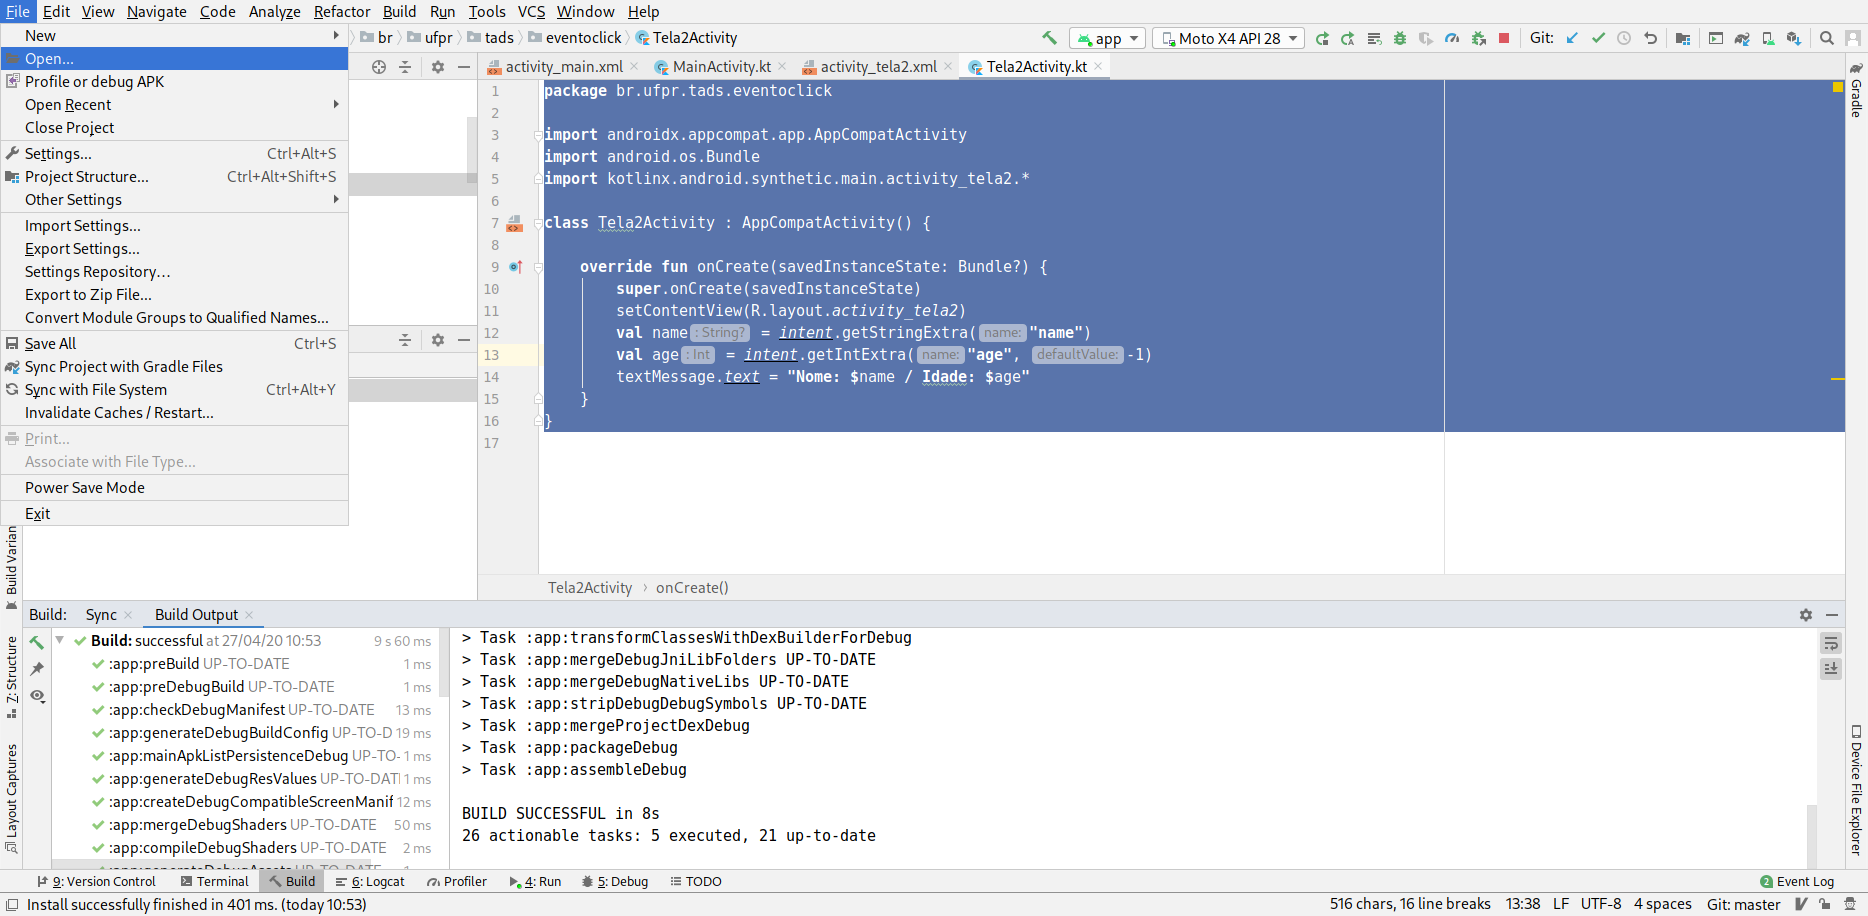 File Edit View Navigate Code Analyze Refactor Build Run Tools VCS Window Help
br ufpr tads eventoclick Tela2Activity app Moto X4 API 28 Git:
New
Open...
Profile or debug APK
Open Recent
Close Project
Settings... Ctrl+Alt+S
Project Structure... Ctrl+Alt+Shift+S
Other Settings
Import Settings...
Export Settings...
Settings Repository...
Export to Zip File...
Convert Module Groups to Qualified Names...
Save All Ctrl+S
Sync Project with Gradle Files
Sync with File System Ctrl+Alt+Y
Invalidate Caches / Restart...
Print...
Associate with File Type...
Power Save Mode
Exit
activity_main.xml MainActivity.kt activity_tela2.xml Tela2Activity.kt
1 package br.ufpr.tads.eventoclick
2
3 import androidx.appcompat.app.AppCompatActivity
4 import android.os.Bundle
5 import kotlinx.android.synthetic.main.activity_tela2.*
6
7 class Tela2Activity : AppCompatActivity() {
8
9 override fun onCreate(savedInstanceState: Bundle?) {
10 super.onCreate(savedInstanceState)
11 setContentView(R.layout.activity_tela2)
12 val name : String? = intent.getStringExtra( name: "name")
13 val age : Int = intent.getIntExtra( name: "age", defaultValue: -1)
14 textMessage.text = "Nome: $name / Idade: $age"
15 }
16 }
17
Tela2Activity › onCreate()
Gradle
Device File Explorer
Build Varian
7: Structure
Layout Captures
Build: Sync Build Output
Build: successful at 27/04/20 10:53 9 s 60 ms
:app:preBuild UP-TO-DATE 1 ms
:app:preDebugBuild UP-TO-DATE 1 ms
:app:checkDebugManifest UP-TO-DATE 13 ms
:app:generateDebugBuildConfig UP-TO-D 19 ms
:app:mainApkListPersistenceDebug UP-TO- 1 ms
:app:generateDebugResValues UP-TO-DATI 1 ms
:app:createDebugCompatibleScreenManif 12 ms
:app:mergeDebugShaders UP-TO-DATE 50 ms
:app:compileDebugShaders UP-TO-DATE 2 ms
:app:generateDebugAssets UP-TO-DATE
> Task :app:transformClassesWithDexBuilderForDebug
> Task :app:mergeDebugJniLibFolders UP-TO-DATE
> Task :app:mergeDebugNativeLibs UP-TO-DATE
> Task :app:stripDebugDebugSymbols UP-TO-DATE
> Task :app:mergeProjectDexDebug
> Task :app:packageDebug
> Task :app:assembleDebug
BUILD SUCCESSFUL in 8s
26 actionable tasks: 5 executed, 21 up-to-date
9: Version Control Terminal Build 6: Logcat Profiler 4: Run 5: Debug TODO 2 Event Log
Install successfully finished in 401 ms. (today 10:53) 516 chars, 16 line breaks 13:38 LF UTF-8 4 spaces Git: master